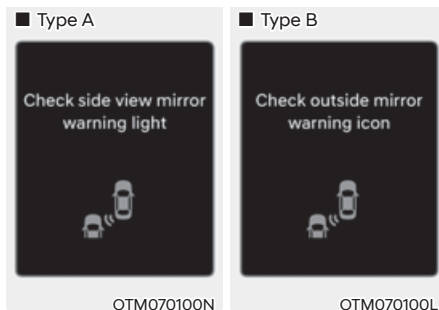 ■ Type A
Check side view mirror
warning light
OTM070100N
■ Type B
Check outside mirror
warning icon
OTM070100L